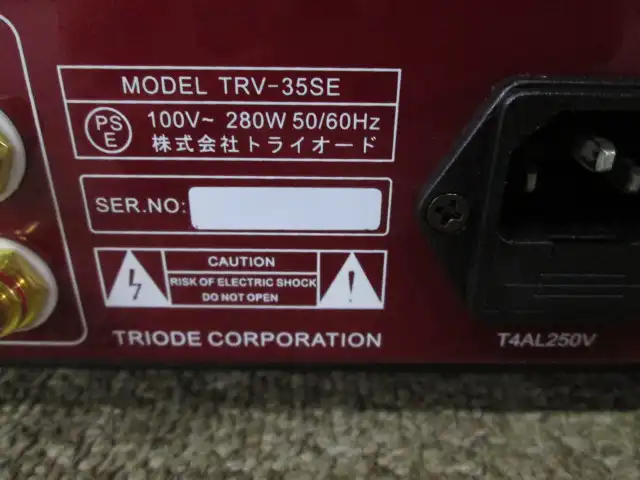 MODEL TRV-35SE
PSE
100V~ 280W 50/60Hz
株式会社トライオード
SER.NO:
CAUTION
RISK OF ELECTRIC SHOCK
DO NOT OPEN
TRIODE CORPORATION
T4AL250V